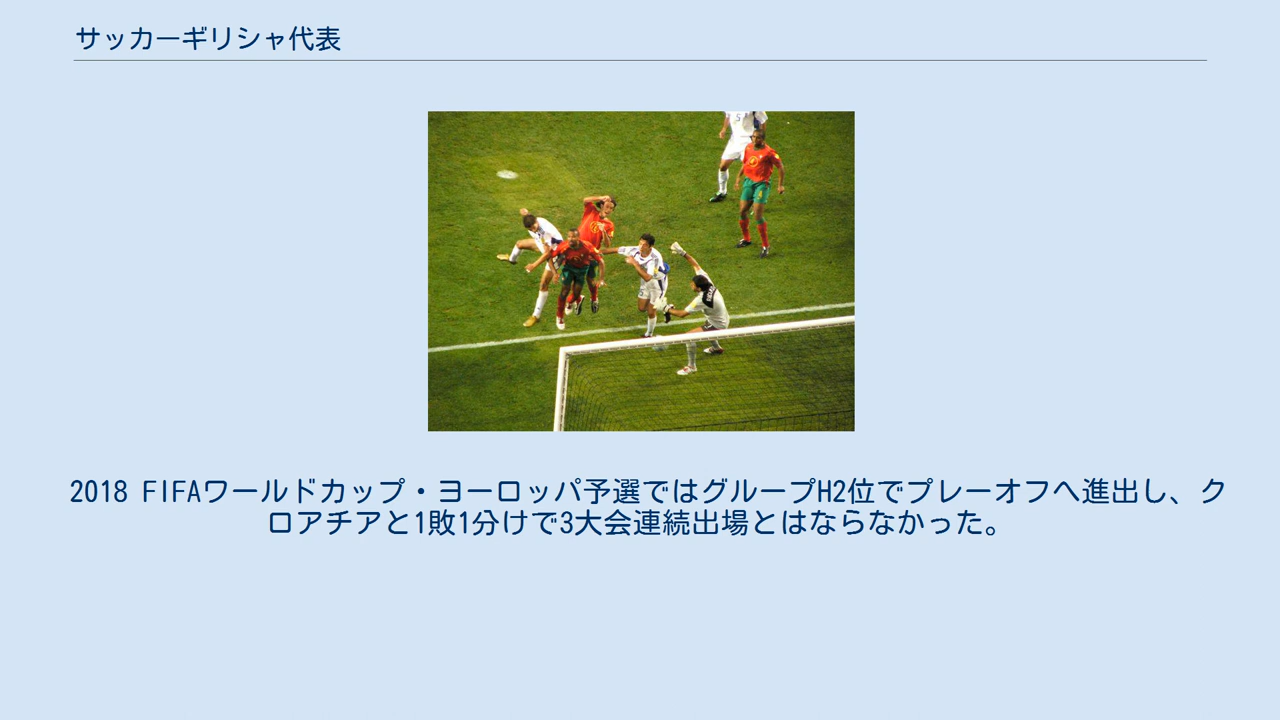 サッカーギリシャ代表
2018 FIFAワールドカップ・ヨーロッパ予選ではグループH2位でプレーオフへ進出し、ク
ロアチアと1敗1分けで3大会連続出場とはならなかった。